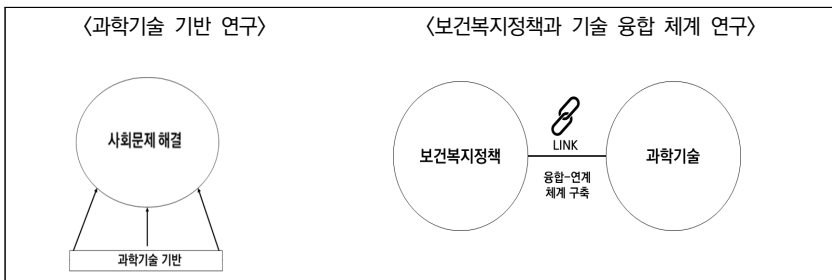 〈과학기술 기반 연구〉
사회문제 해결
과학기술 기반
〈보건복지정책과 기술 융합 체계 연구〉
보건복지정책
LINK
융합-연계
체계 구축
과학기술